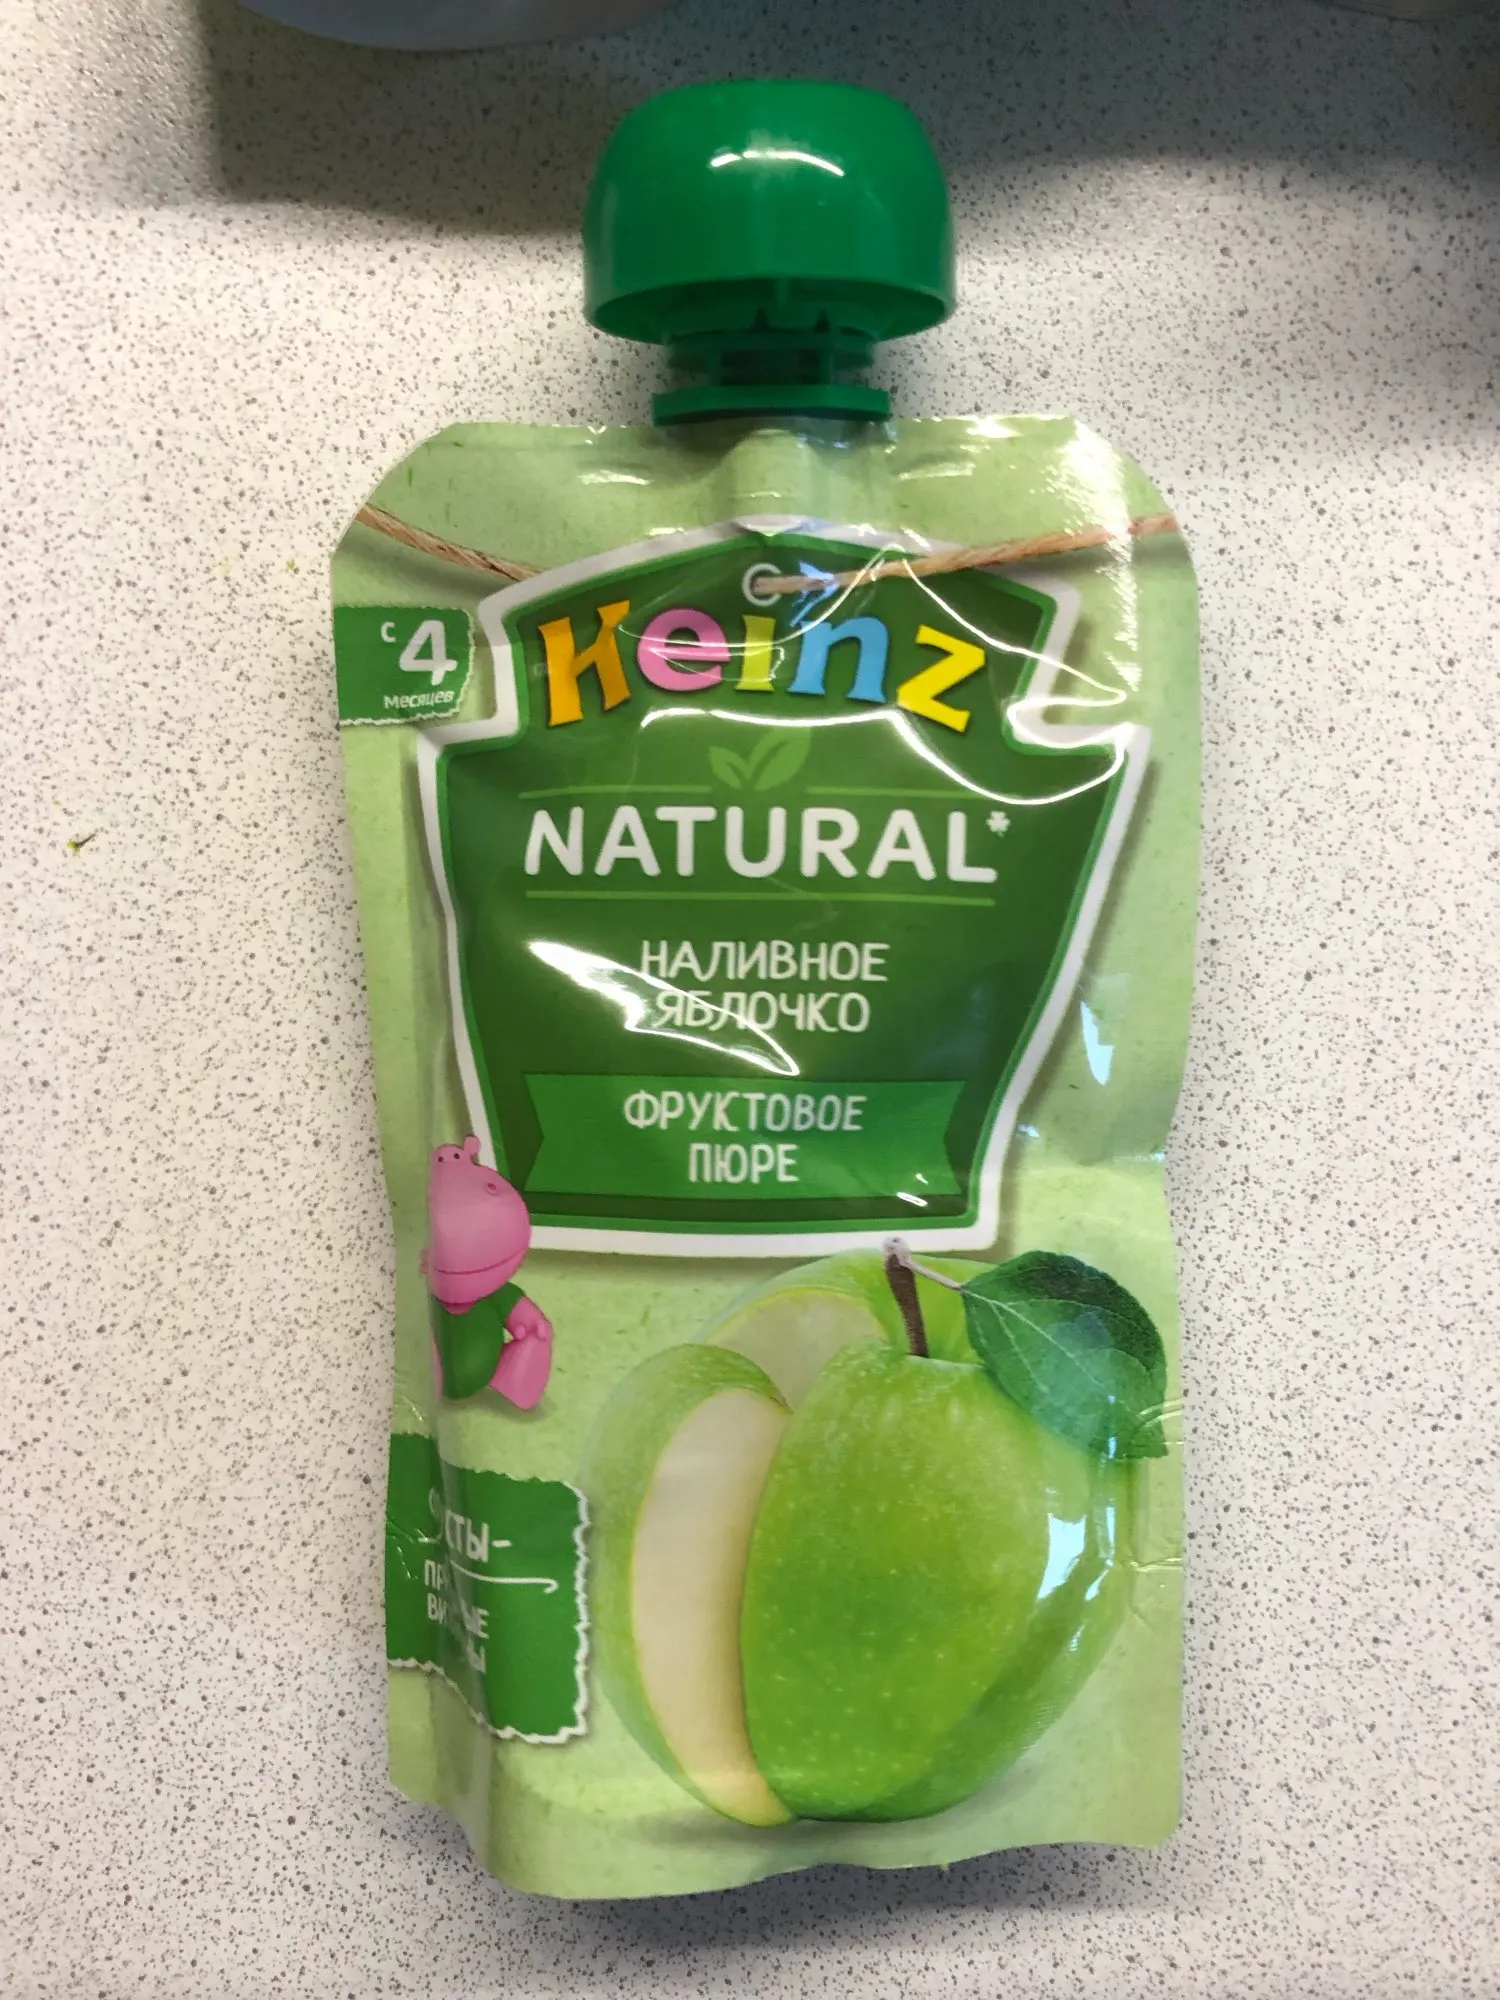 с 4
месяцев
Heinz
NATURAL*
НАЛИВНОЕ
ЯБЛОЧКО
ФРУКТОВОЕ
ПЮРЕ